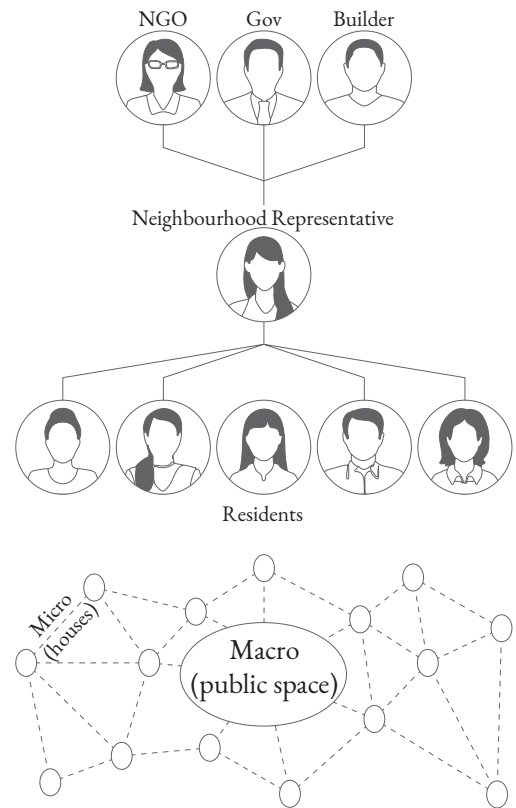 NGO Gov Builder
Neighbourhood Representative
Residents
Micro
(houses)
Macro
(public space)